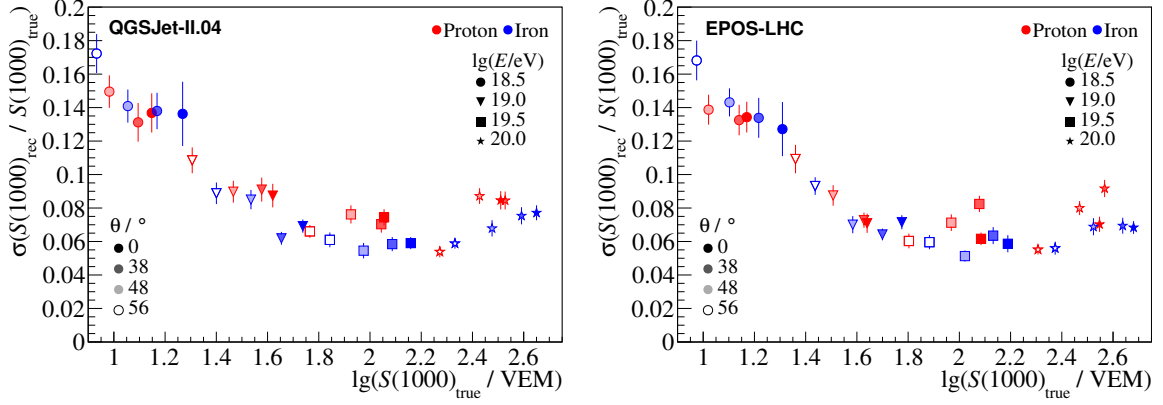 QGSJet-II.04
Proton Iron
lg(E/eV)
18.5
19.0
19.5
20.0
θ / °
0
38
48
56
0.2
0.18
0.16
0.14
0.12
0.1
0.08
0.06
0.04
0.02
0
1 1.2 1.4 1.6 1.8 2 2.2 2.4 2.6
lg(S(1000)true / VEM)
σ(S(1000)rec / S(1000)true)
EPOS-LHC
Proton Iron
lg(E/eV)
18.5
19.0
19.5
20.0
θ / °
0
38
48
56
0.2
0.18
0.16
0.14
0.12
0.1
0.08
0.06
0.04
0.02
0
1 1.2 1.4 1.6 1.8 2 2.2 2.4 2.6
lg(S(1000)true / VEM)
σ(S(1000)rec / S(1000)true)